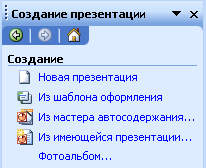 Создание презентации
Создание
Новая презентация
Из шаблона оформления
Из мастера автосодержания...
Из имеющейся презентации...
Фотоальбом...